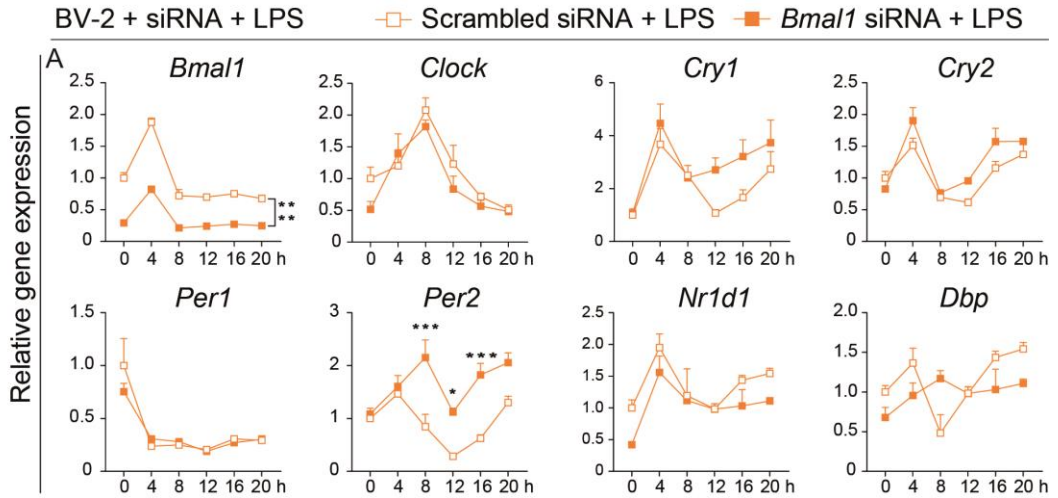 BV-2 + siRNA + LPS Scrambled siRNA + LPS Bmal1 siRNA + LPS
A
Relative gene expression
Bmal1 Clock Cry1 Cry2
2.5 2.5 6 2.5
2.0 2.0 2.0
1.5 1.5 4 1.5
1.0 1.0 1.0
0.5 0.5 2 0.5
0 0 0 0
** 
**
0 4 8 12 16 20 h 0 4 8 12 16 20 h 0 4 8 12 16 20 h 0 4 8 12 16 20 h
Per1 Per2 Nr1d1 Dbp
1.5 3 2.5 2.0
*** 2.0
1.0 2 *** 1.5 1.5
* 1.0
0.5 1 1.0 0.5
0.5
0 0 0 0
0 4 8 12 16 20 h 0 4 8 12 16 20 h 0 4 8 12 16 20 h 0 4 8 12 16 20 h